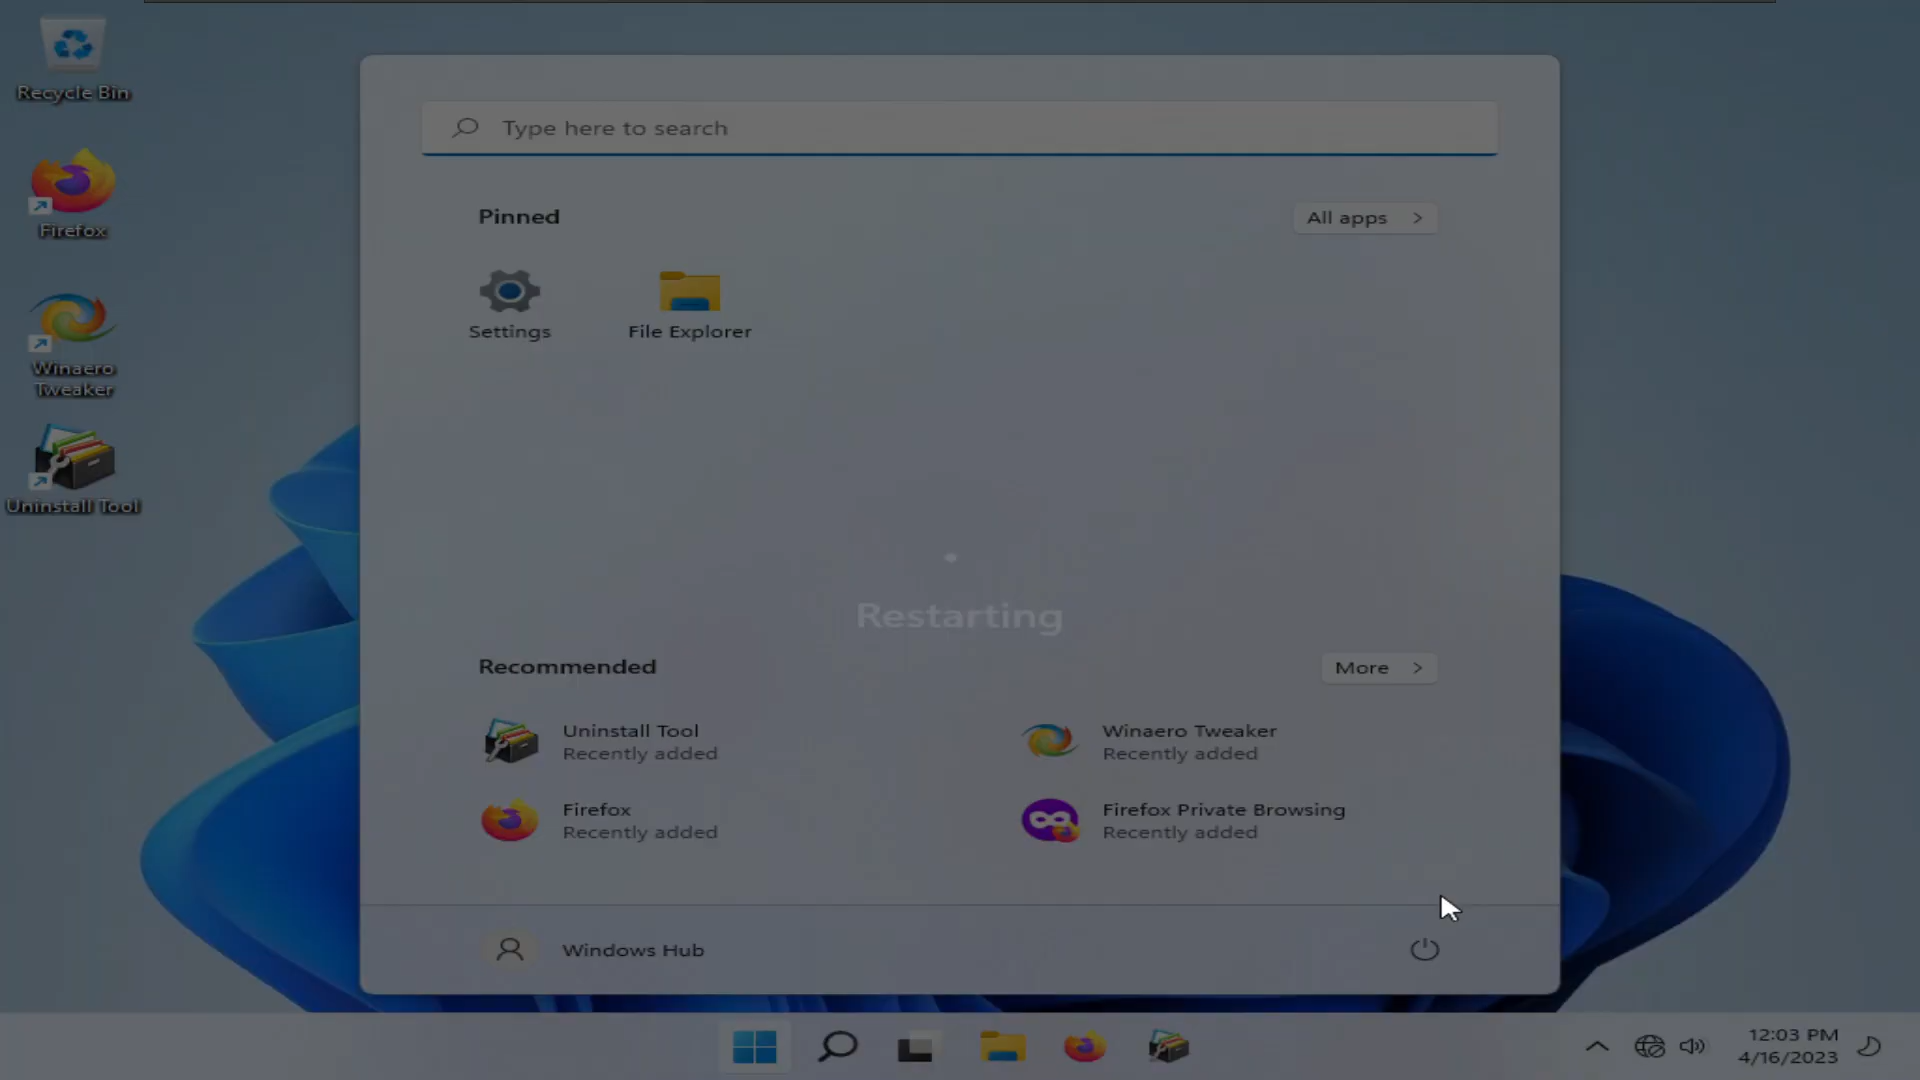 Recycle Bin
Firefox
Winaero
Tweaker
Uninstall Tool
Type here to search
Pinned
All apps
Settings
File Explorer
Restarting
Recommended
More
Uninstall Tool
Recently added
Winaero Tweaker
Recently added
Firefox
Recently added
Firefox Private Browsing
Recently added
Windows Hub
12:03 PM
4/16/2023